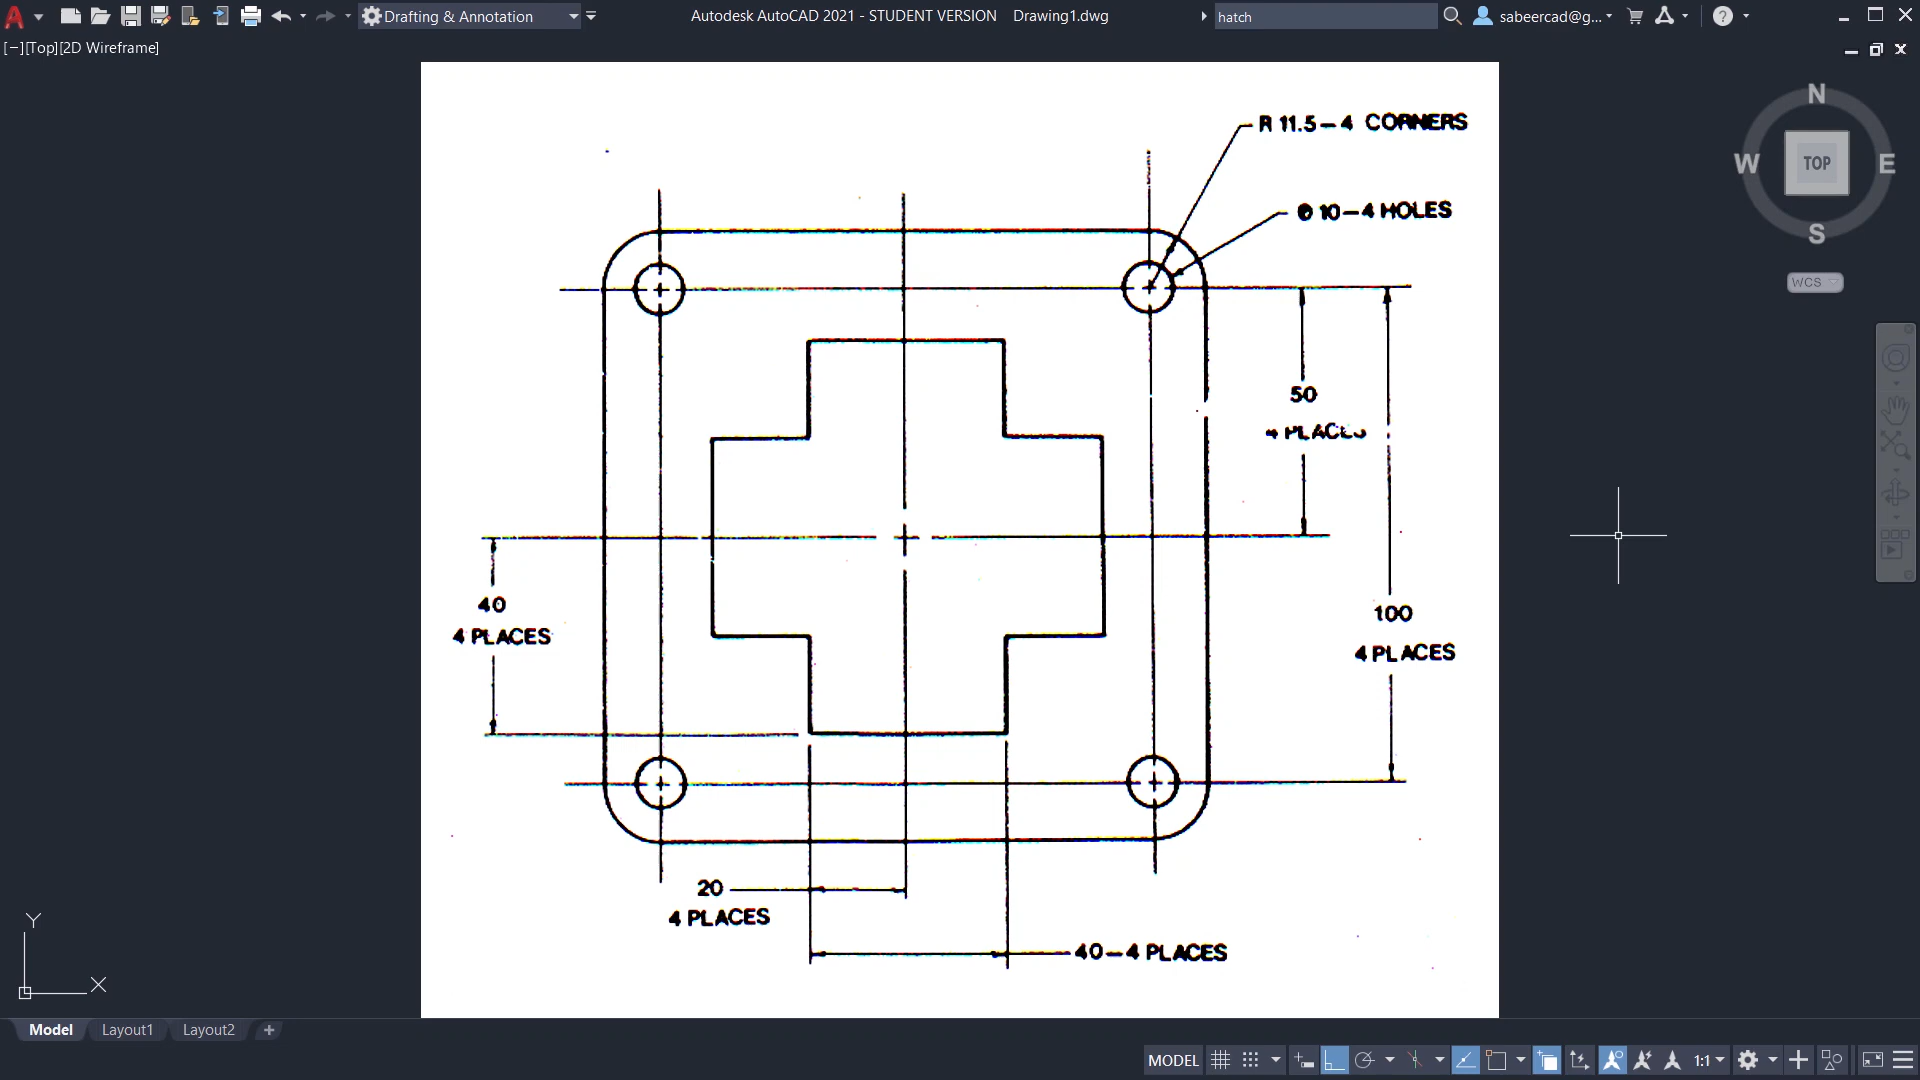 Drafting & Annotation
Autodesk AutoCAD 2021 - STUDENT VERSION Drawing1.dwg
hatch
sabeercad@g...
[−][Top][2D Wireframe]
N
W TOP E
S
WCS
R 11.5 – 4 CORNERS
Ø 10 – 4 HOLES
50
4 PLACES
40
4 PLACES
100
4 PLACES
20
4 PLACES
40 – 4 PLACES
Y
X
Model Layout1 Layout2 +
MODEL 1:1